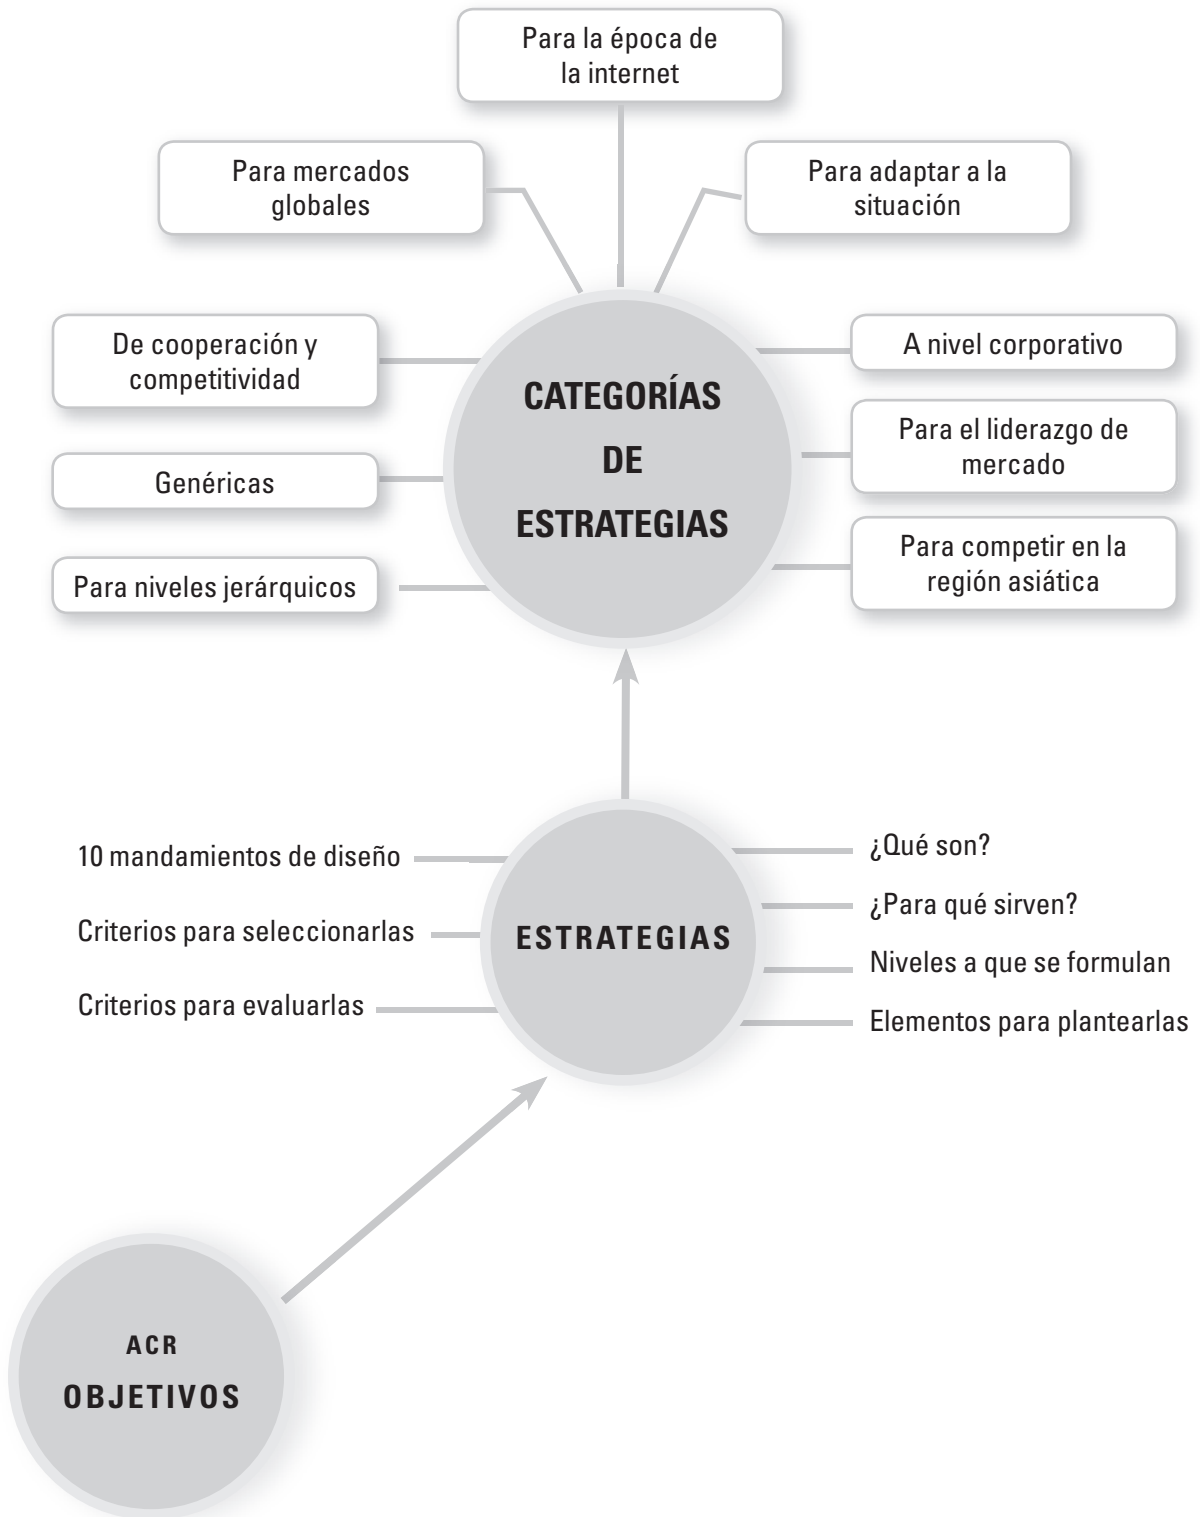 Para la época de
la internet
Para mercados
globales
Para adaptar a la
situación
De cooperación y
competitividad
Genéricas
Para niveles jerárquicos
CATEGORÍAS
DE
ESTRATEGIAS
A nivel corporativo
Para el liderazgo de
mercado
Para competir en la
región asiática
10 mandamientos de diseño
Criterios para seleccionarlas
Criterios para evaluarlas
ESTRATEGIAS
¿Qué son?
¿Para qué sirven?
Niveles a que se formulan
Elementos para plantearlas
ACR
OBJETIVOS